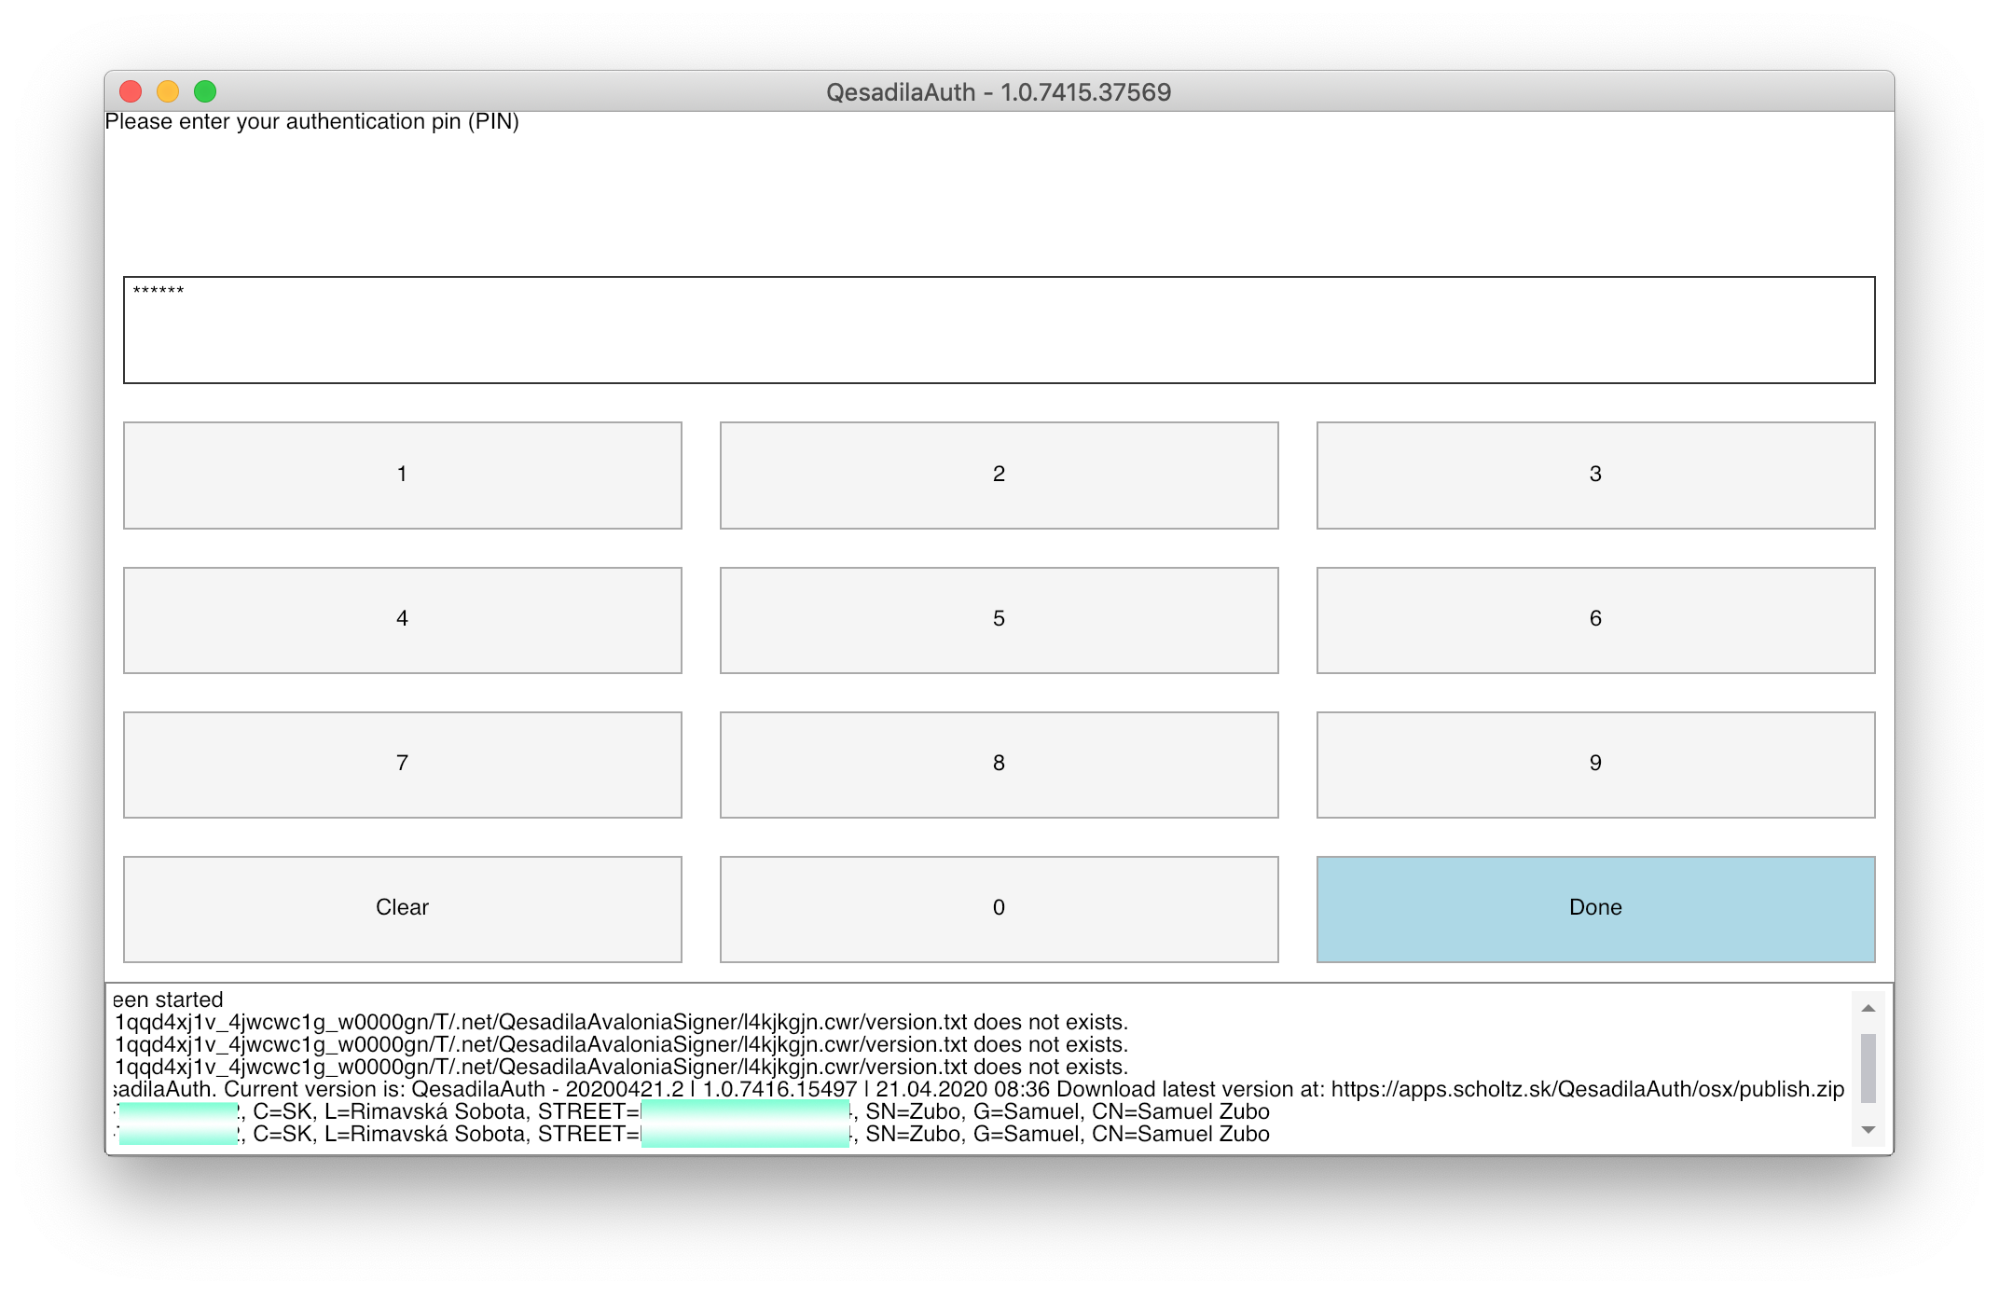 QesadilaAuth - 1.0.7415.37569
Please enter your authentication pin (PIN)
******
1 2 3
4 5 6
7 8 9
Clear 0 Done
een started
1qqd4xj1v_4jwcwc1g_w0000gn/T/.net/QesadilaAvaloniaSigner/l4kjkgjn.cwr/version.txt does not exists.
1qqd4xj1v_4jwcwc1g_w0000gn/T/.net/QesadilaAvaloniaSigner/l4kjkgjn.cwr/version.txt does not exists.
1qqd4xj1v_4jwcwc1g_w0000gn/T/.net/QesadilaAvaloniaSigner/l4kjkgjn.cwr/version.txt does not exists.
sadilaAuth. Current version is: QesadilaAuth - 20200421.2 | 1.0.7416.15497 | 21.04.2020 08:36 Download latest version at: https://apps.scholtz.sk/QesadilaAuth/osx/publish.zip
, C=SK, L=Rimavská Sobota, STREET= , SN=Zubo, G=Samuel, CN=Samuel Zubo
, C=SK, L=Rimavská Sobota, STREET= , SN=Zubo, G=Samuel, CN=Samuel Zubo